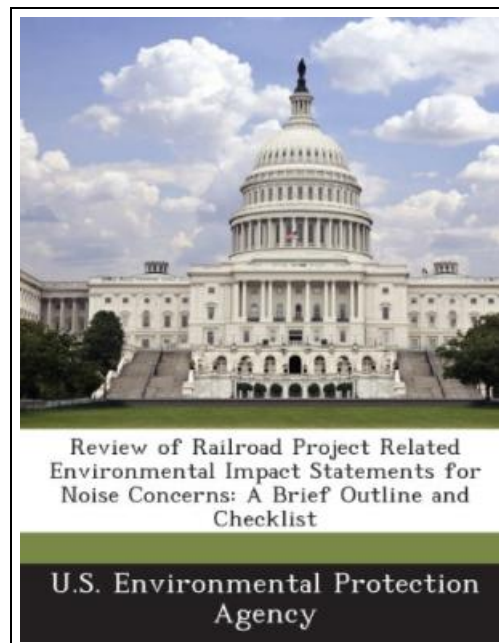 Review of Railroad Project Related
Environmental Impact Statements for
Noise Concerns: A Brief Outline and
Checklist
U.S. Environmental Protection
Agency